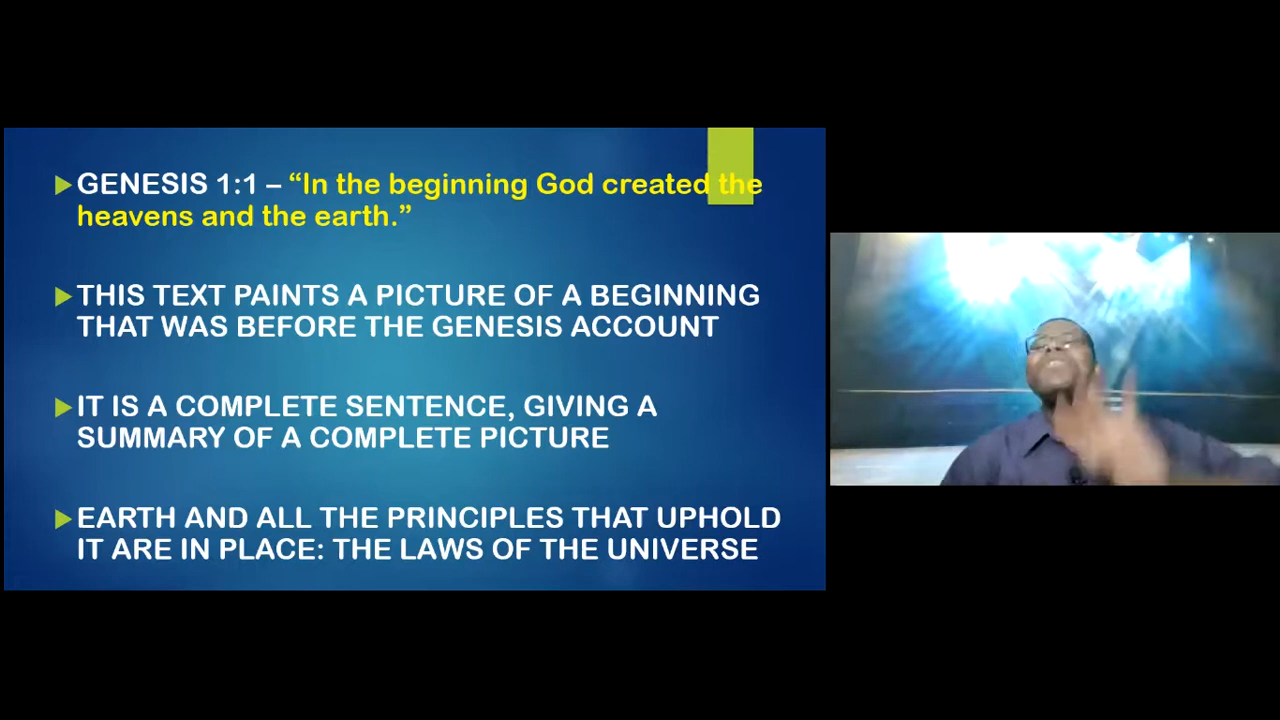 GENESIS 1:1 – “In the beginning God created the
heavens and the earth.”
THIS TEXT PAINTS A PICTURE OF A BEGINNING
THAT WAS BEFORE THE GENESIS ACCOUNT
IT IS A COMPLETE SENTENCE, GIVING A
SUMMARY OF A COMPLETE PICTURE
EARTH AND ALL THE PRINCIPLES THAT UPHOLD
IT ARE IN PLACE: THE LAWS OF THE UNIVERSE